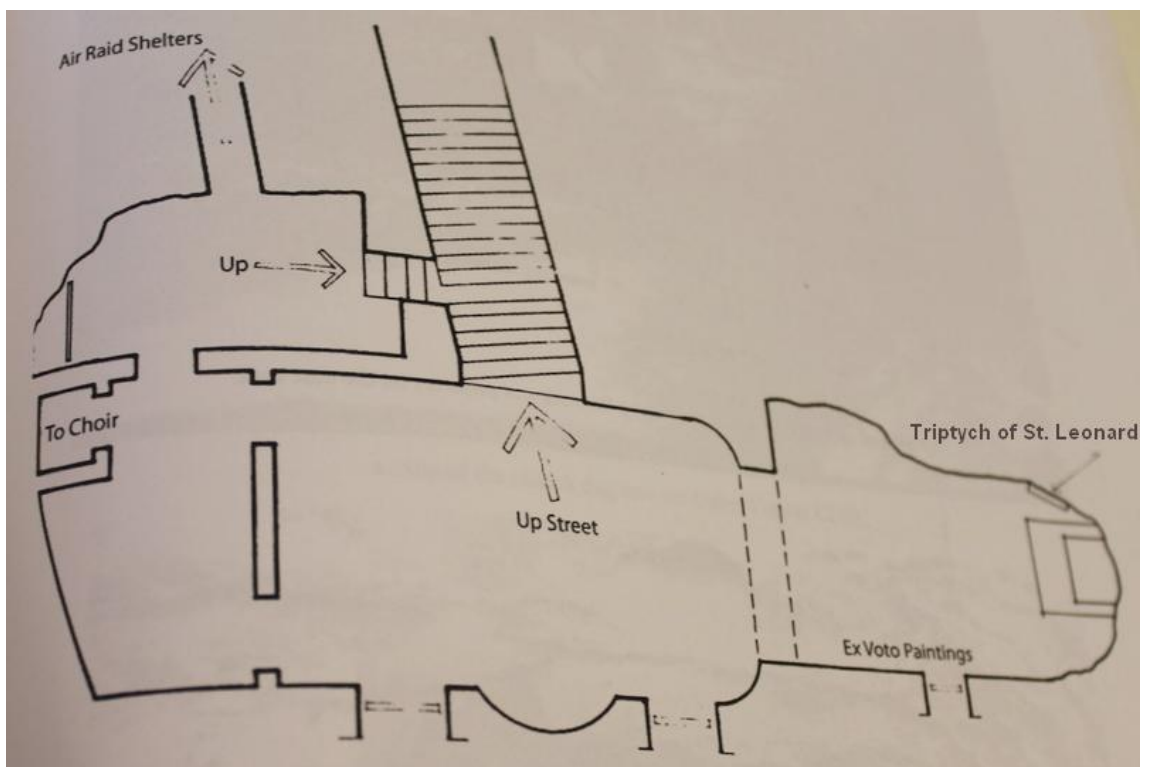 Air Raid Shelters
Up
To Choir
Triptych of St. Leonard
Up Street
Ex Voto Paintings